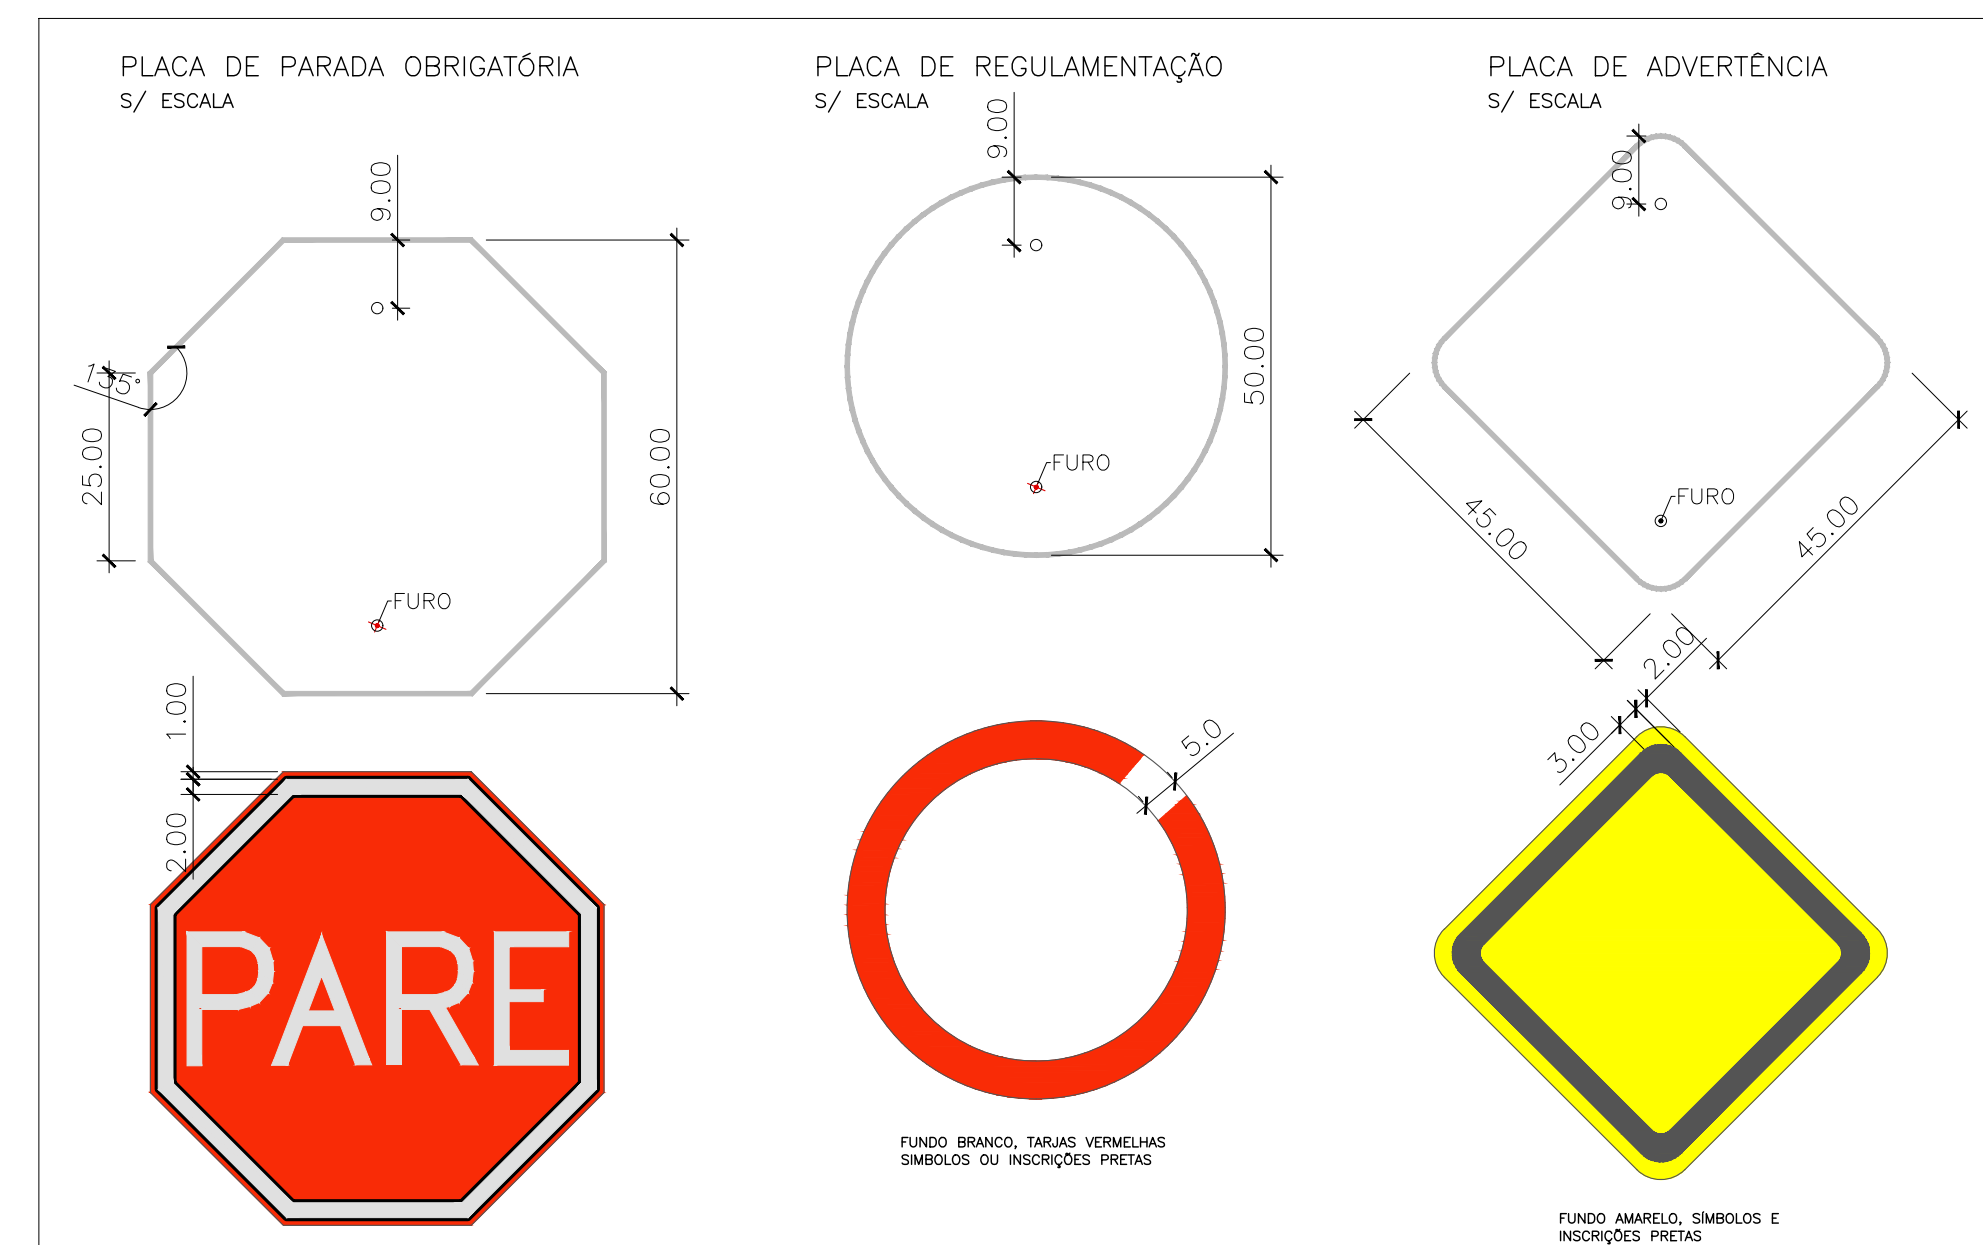 PLACA DE PARADA OBRIGATÓRIA
S/ ESCALA
9.00
135°
25.00
60.00
FURO
1.00
2.00
PARE
PLACA DE REGULAMENTAÇÃO
S/ ESCALA
9.00
50.00
FURO
5.0
FUNDO BRANCO, TARJAS VERMELHAS
SIMBOLOS OU INSCRIÇÕES PRETAS
PLACA DE ADVERTÊNCIA
S/ ESCALA
9.00
FURO
45.00
45.00
2.00
3.00
FUNDO AMARELO, SÍMBOLOS E
INSCRIÇÕES PRETAS